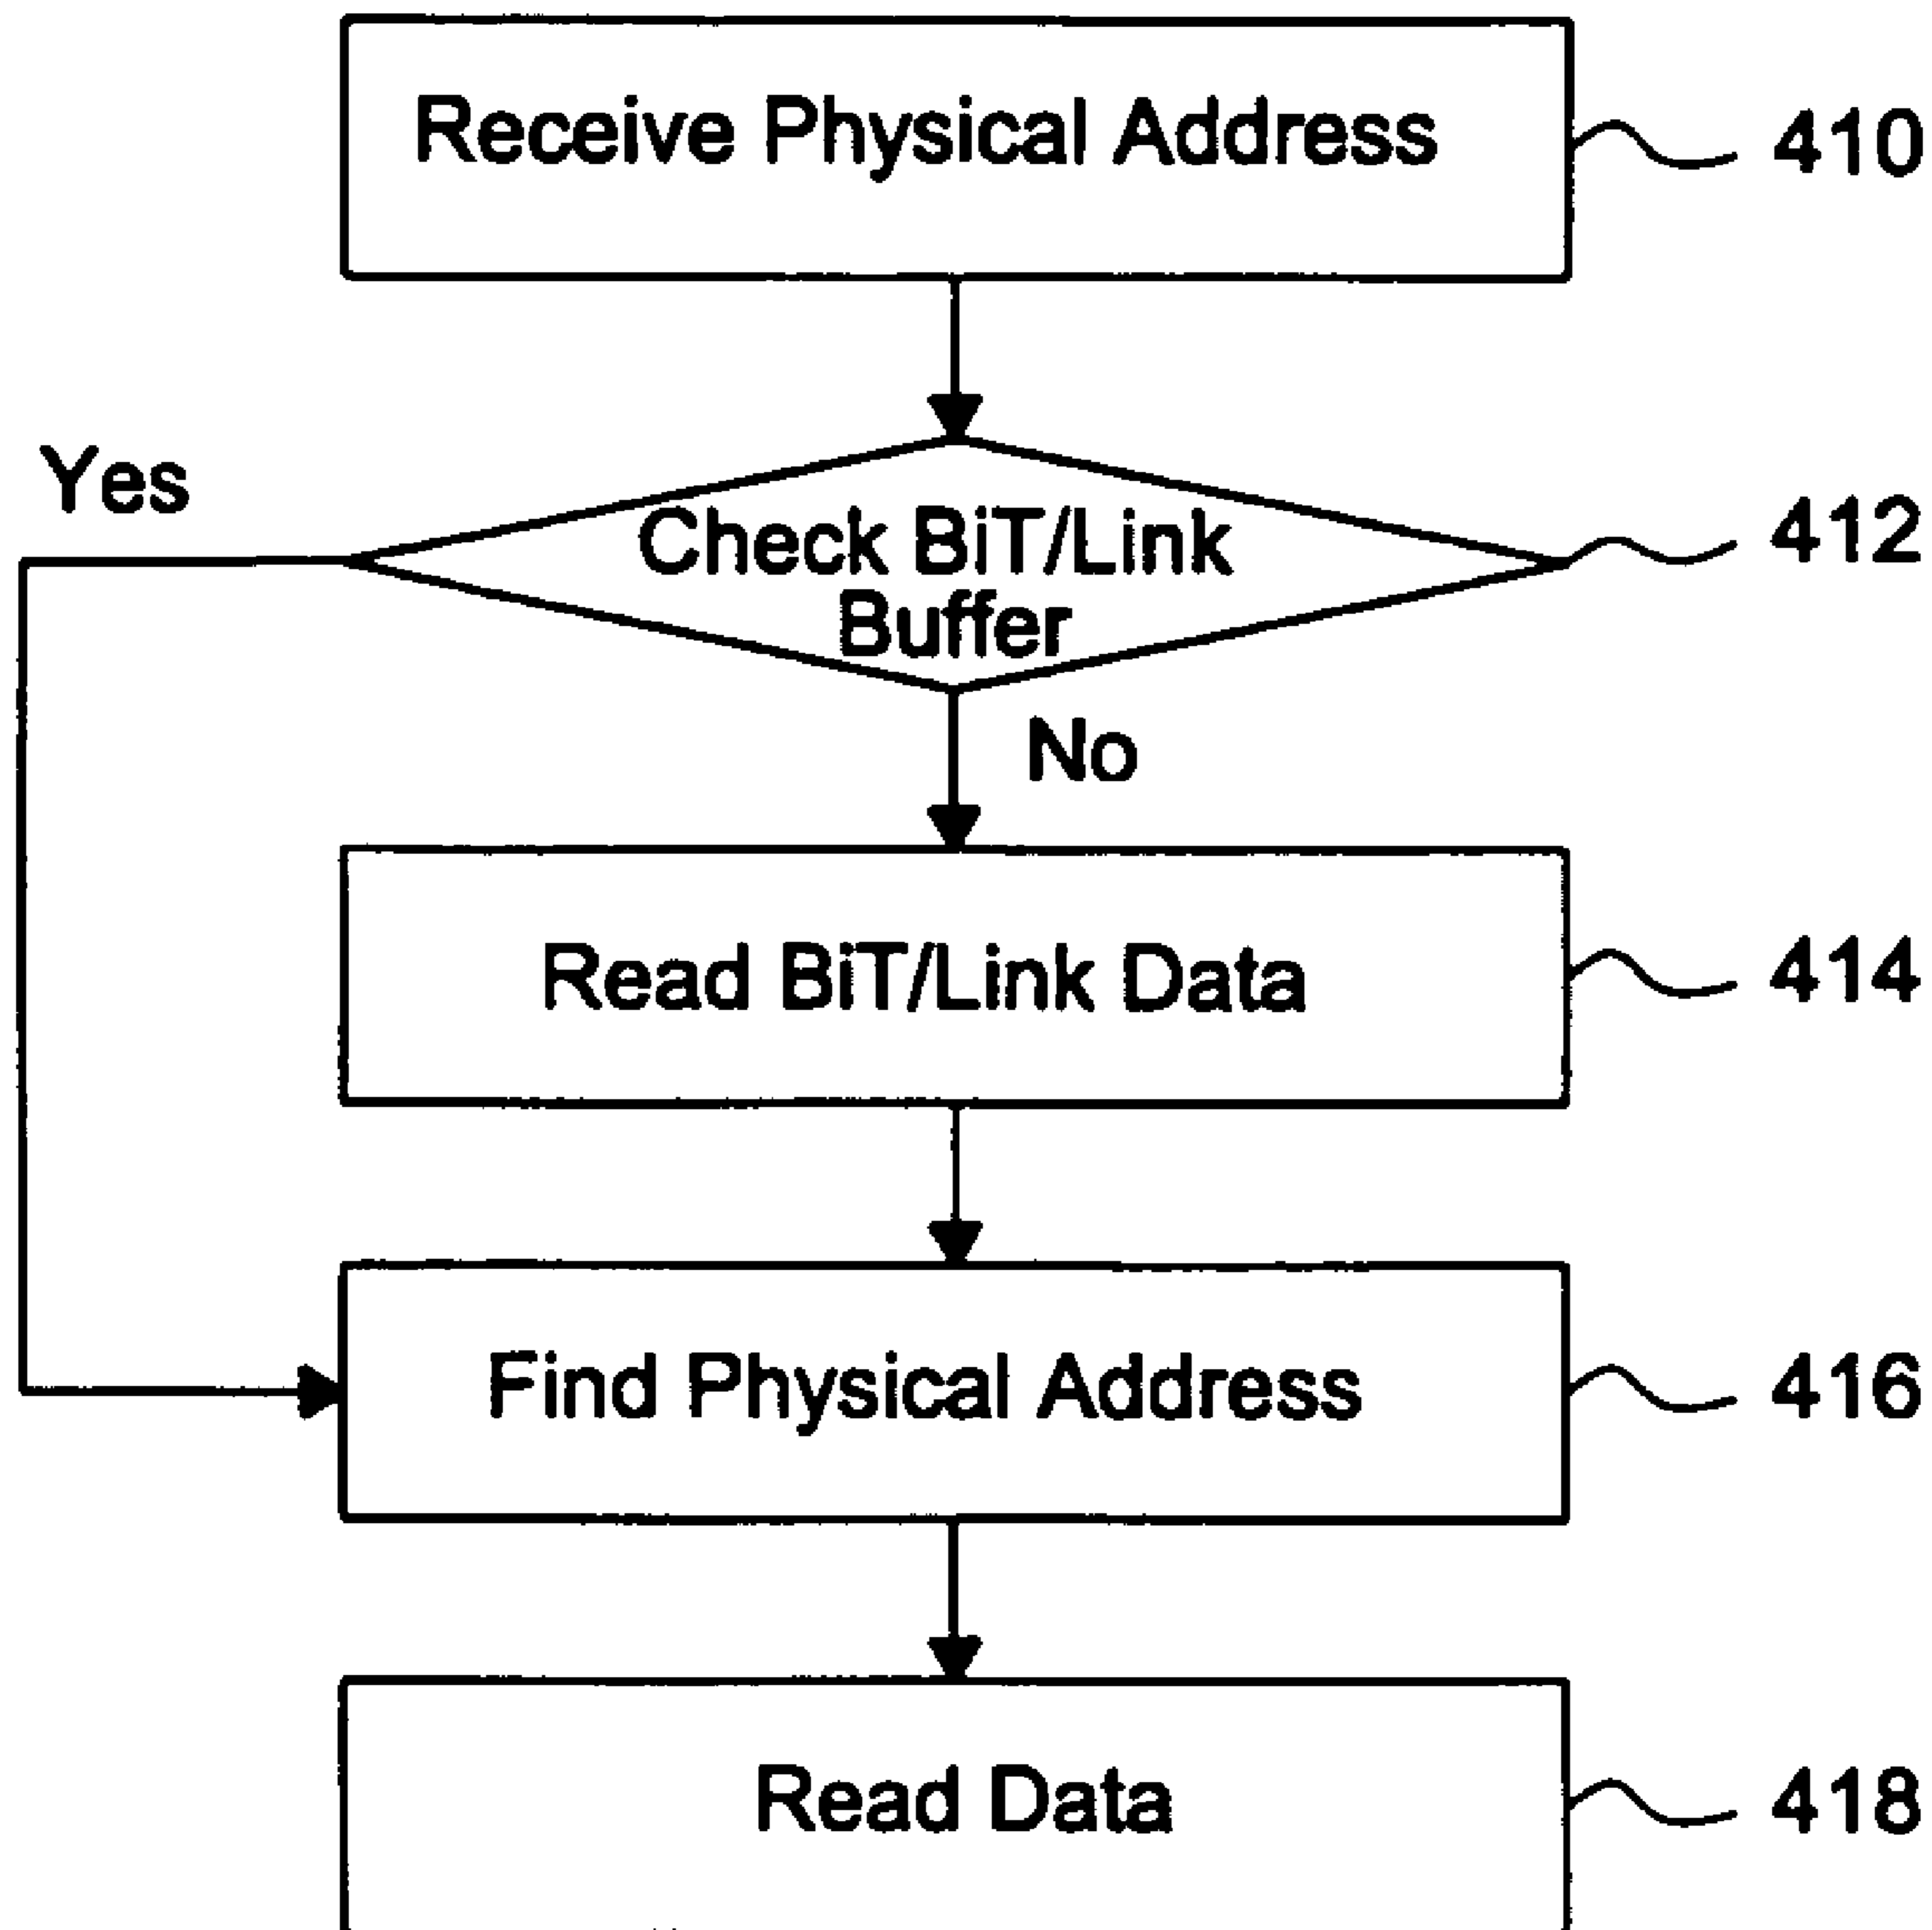 Receive Physical Address
410
Yes
Check BiT/Link
Buffer
412
No
Read BiT/Link Data
414
Find Physical Address
416
Read Data
418